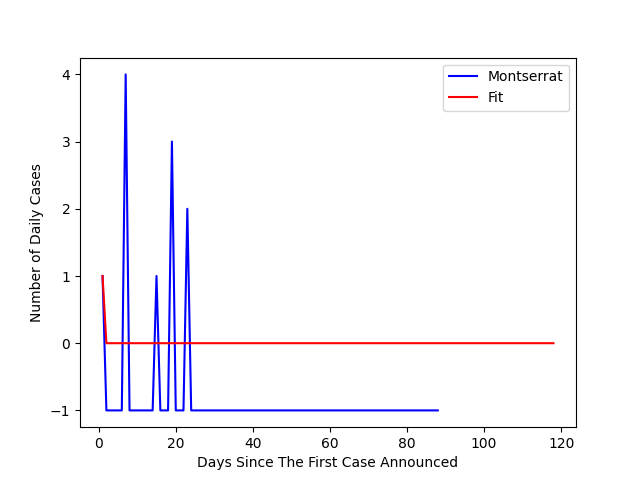 Montserrat
Fit
Number of Daily Cases
4
3
2
1
0
−1
0 20 40 60 80 100 120
Days Since The First Case Announced